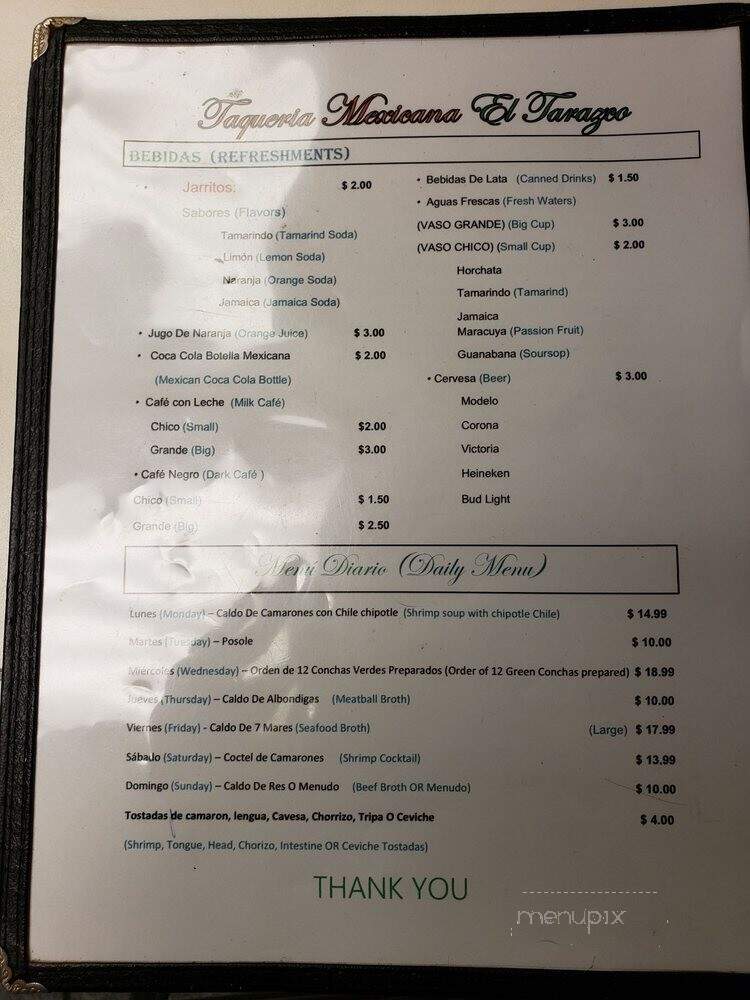 Taqueria Mexicana El Tarazco
BEBIDAS (REFRESHMENTS)
Jarritos: $ 2.00
Sabores (Flavors)
Tamarindo (Tamarind Soda)
Limón (Lemon Soda)
Naranja (Orange Soda)
Jamaica (Jamaica Soda)
• Jugo De Naranja (Orange Juice) $ 3.00
• Coca Cola Botella Mexicana $ 2.00
(Mexican Coca Cola Bottle)
• Café con Leche (Milk Café)
Chico (Small) $2.00
Grande (Big) $3.00
• Café Negro (Dark Café )
Chico (Small) $ 1.50
Grande (Big) $ 2.50
• Bebidas De Lata (Canned Drinks) $ 1.50
• Aguas Frescas (Fresh Waters)
(VASO GRANDE) (Big Cup) $ 3.00
(VASO CHICO) (Small Cup) $ 2.00
Horchata
Tamarindo (Tamarind)
Jamaica
Maracuya (Passion Fruit)
Guanabana (Soursop)
• Cervesa (Beer) $ 3.00
Modelo
Corona
Victoria
Heineken
Bud Light
Menú Diario (Daily Menu)
Lunes (Monday) – Caldo De Camarones con Chile chipotle (Shrimp soup with chipotle Chile) $ 14.99
Martes (Tuesday) – Posole $ 10.00
Miércoles (Wednesday) – Orden de 12 Conchas Verdes Preparados (Order of 12 Green Conchas prepared) $ 18.99
Jueves (Thursday) – Caldo De Albondigas (Meatball Broth) $ 10.00
Viernes (Friday) - Caldo De 7 Mares (Seafood Broth) (Large) $ 17.99
Sábado (Saturday) – Coctel de Camarones (Shrimp Cocktail) $ 13.99
Domingo (Sunday) – Caldo De Res O Menudo (Beef Broth OR Menudo) $ 10.00
Tostadas de camaron, lengua, Cavesa, Chorrizo, Tripa O Ceviche $ 4.00
(Shrimp, Tongue, Head, Chorizo, Intestine OR Ceviche Tostadas)
THANK YOU
menupix